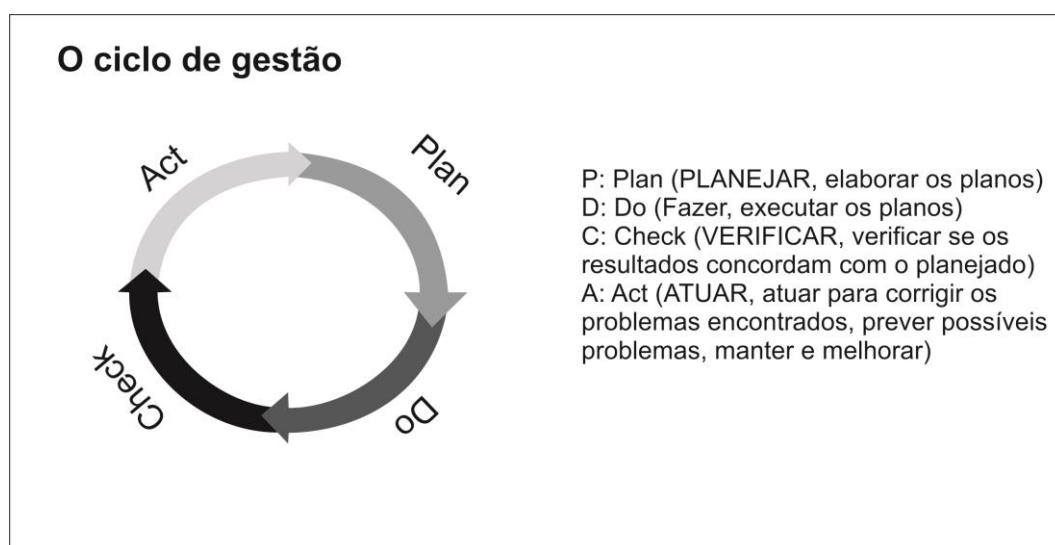 O ciclo de gestão
Act
Plan
Check
Do
P: Plan (PLANEJAR, elaborar os planos)
D: Do (Fazer, executar os planos)
C: Check (VERIFICAR, verificar se os
resultados concordam com o planejado)
A: Act (ATUAR, atuar para corrigir os
problemas encontrados, prever possíveis
problemas, manter e melhorar)